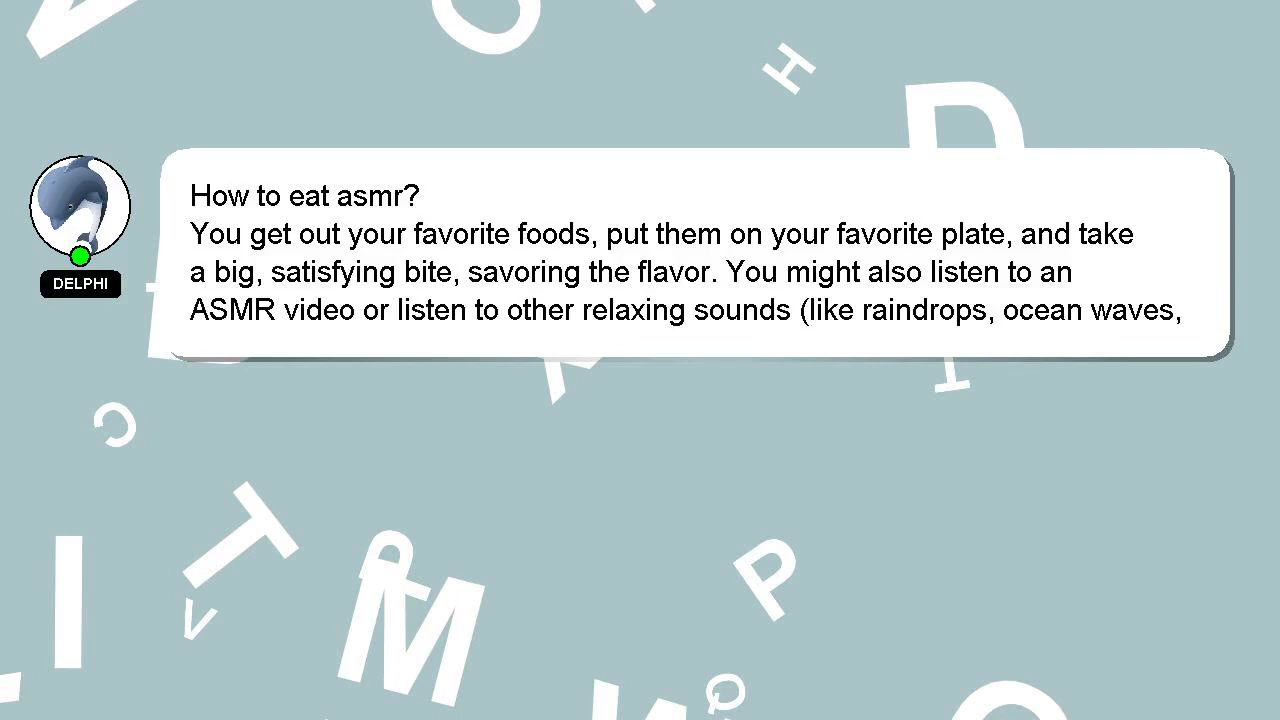 O
H
D
DELPHI
How to eat asmr?
You get out your favorite foods, put them on your favorite plate, and take
a big, satisfying bite, savoring the flavor. You might also listen to an
ASMR video or listen to other relaxing sounds (like raindrops, ocean waves,
T
C
T
I
V
M
P
Q